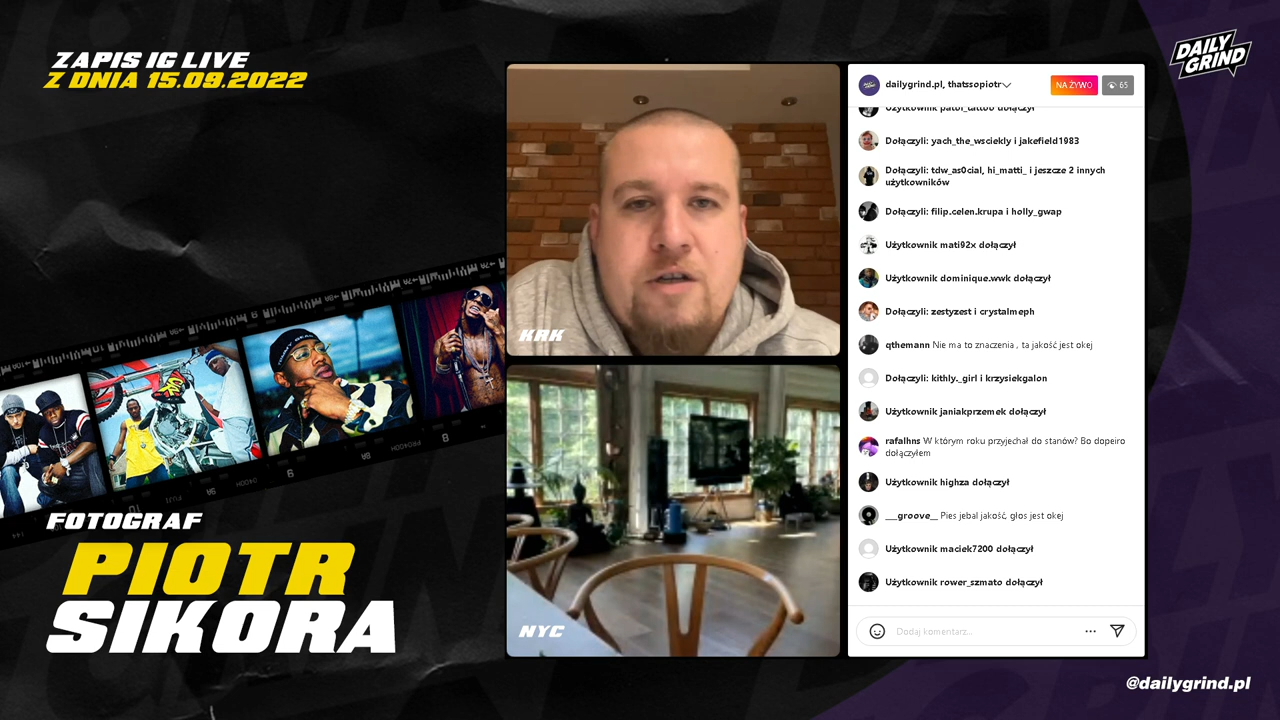 ZAPIS IG LIVE
Z DNIA 15.09.2022
DAILY
GRIND
FOTOGRAF
PIOTR
SIKORA
KRK
NYC
dailygrind.pl, thatssopiotr
NA ŻYWO
65
Użytkownik patol_tattoo dołączył
Dołączyli: yach_the_wsciekly i jakefield1983
Dołączyli: tdw_as0cial, hi_matti_ i jeszcze 2 innych
użytkowników
Dołączyli: filip.celen.krupa i holly_gwap
Użytkownik mati92x dołączył
Użytkownik dominique.wwk dołączył
Dołączyli: zestyzest i crystalmeph
qthemann Nie ma to znaczenia , ta jakość jest okej
Dołączyli: kithly._girl i krzysiekgalon
Użytkownik janiakprzemek dołączył
rafalhns W którym roku przyjechał do stanów? Bo dopeiro
dołączyłem
Użytkownik highza dołączył
___groove__ Pies jebal jakość, głos jest okej
Użytkownik maciek7200 dołączył
Użytkownik rower_szmato dołączył
Dodaj komentarz...
@dailygrind.pl